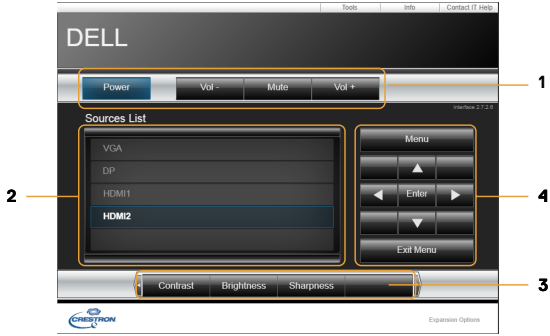 Tools Info Contact IT Help
DELL
Power Vol - Mute Vol + 1
Interface 2.7.2.6
Sources List
Menu
VGA
DP
2 HDMI1 Enter 4
HDMI2
Exit Menu
Contrast Brightness Sharpness 3
CRESTRON Expansion Options